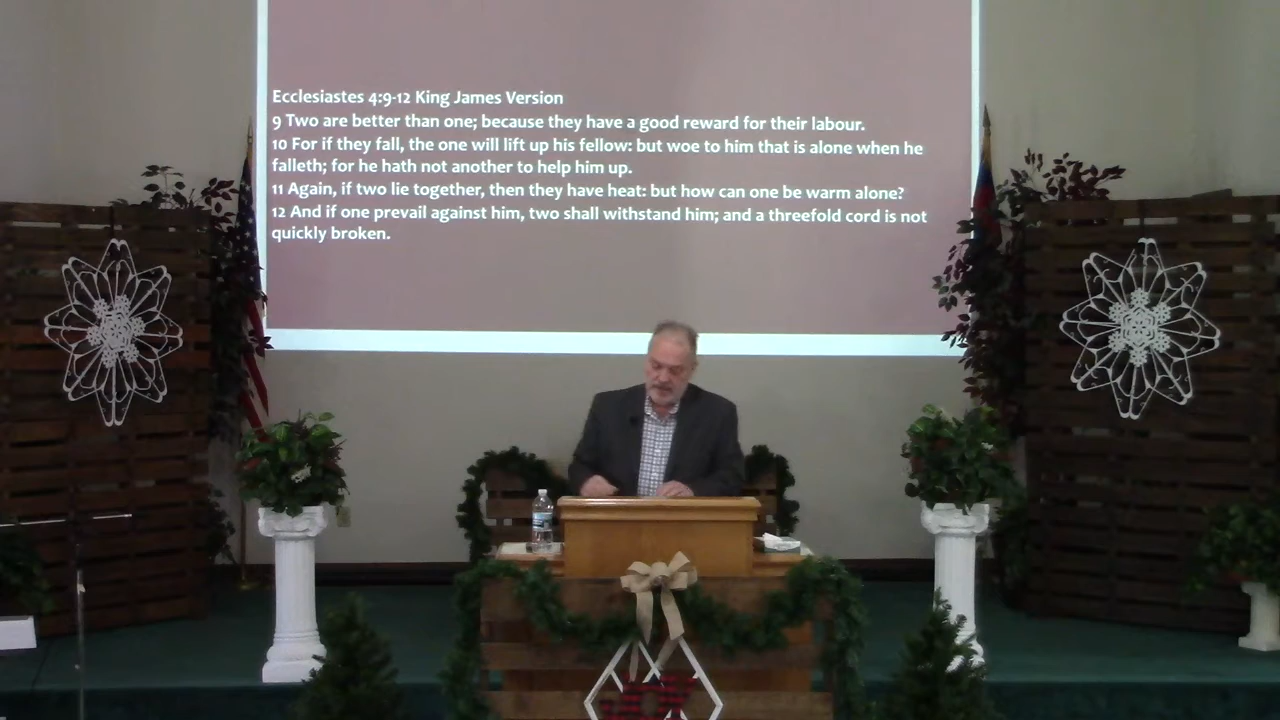 Ecclesiastes 4:9-12 King James Version
9 Two are better than one; because they have a good reward for their labour.
10 For if they fall, the one will lift up his fellow: but woe to him that is alone when he
falleth; for he hath not another to help him up.
11 Again, if two lie together, then they have heat: but how can one be warm alone?
12 And if one prevail against him, two shall withstand him; and a threefold cord is not
quickly broken.